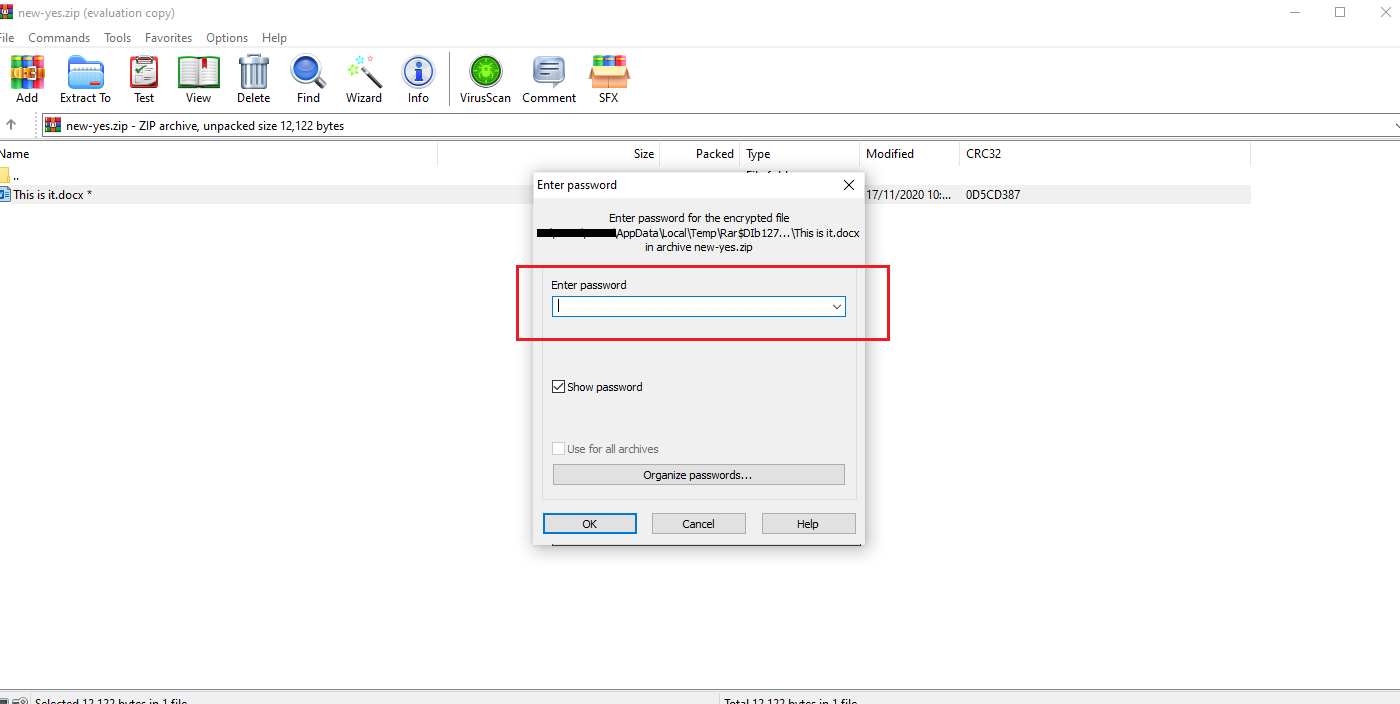 new-yes.zip (evaluation copy)
File Commands Tools Favorites Options Help
Add Extract To Test View Delete Find Wizard Info VirusScan Comment SFX
new-yes.zip - ZIP archive, unpacked size 12,122 bytes
Name Size Packed Type Modified CRC32
..
This is it.docx * 17/11/2020 10:... 0D5CD387
Enter password
Enter password for the encrypted file
\AppData\Local\Temp\Rar$DIb127...\This is it.docx
in archive new-yes.zip
Enter password
Show password
Use for all archives
Organize passwords...
OK Cancel Help
Selected 12,122 bytes in 1 file Total 12,122 bytes in 1 file